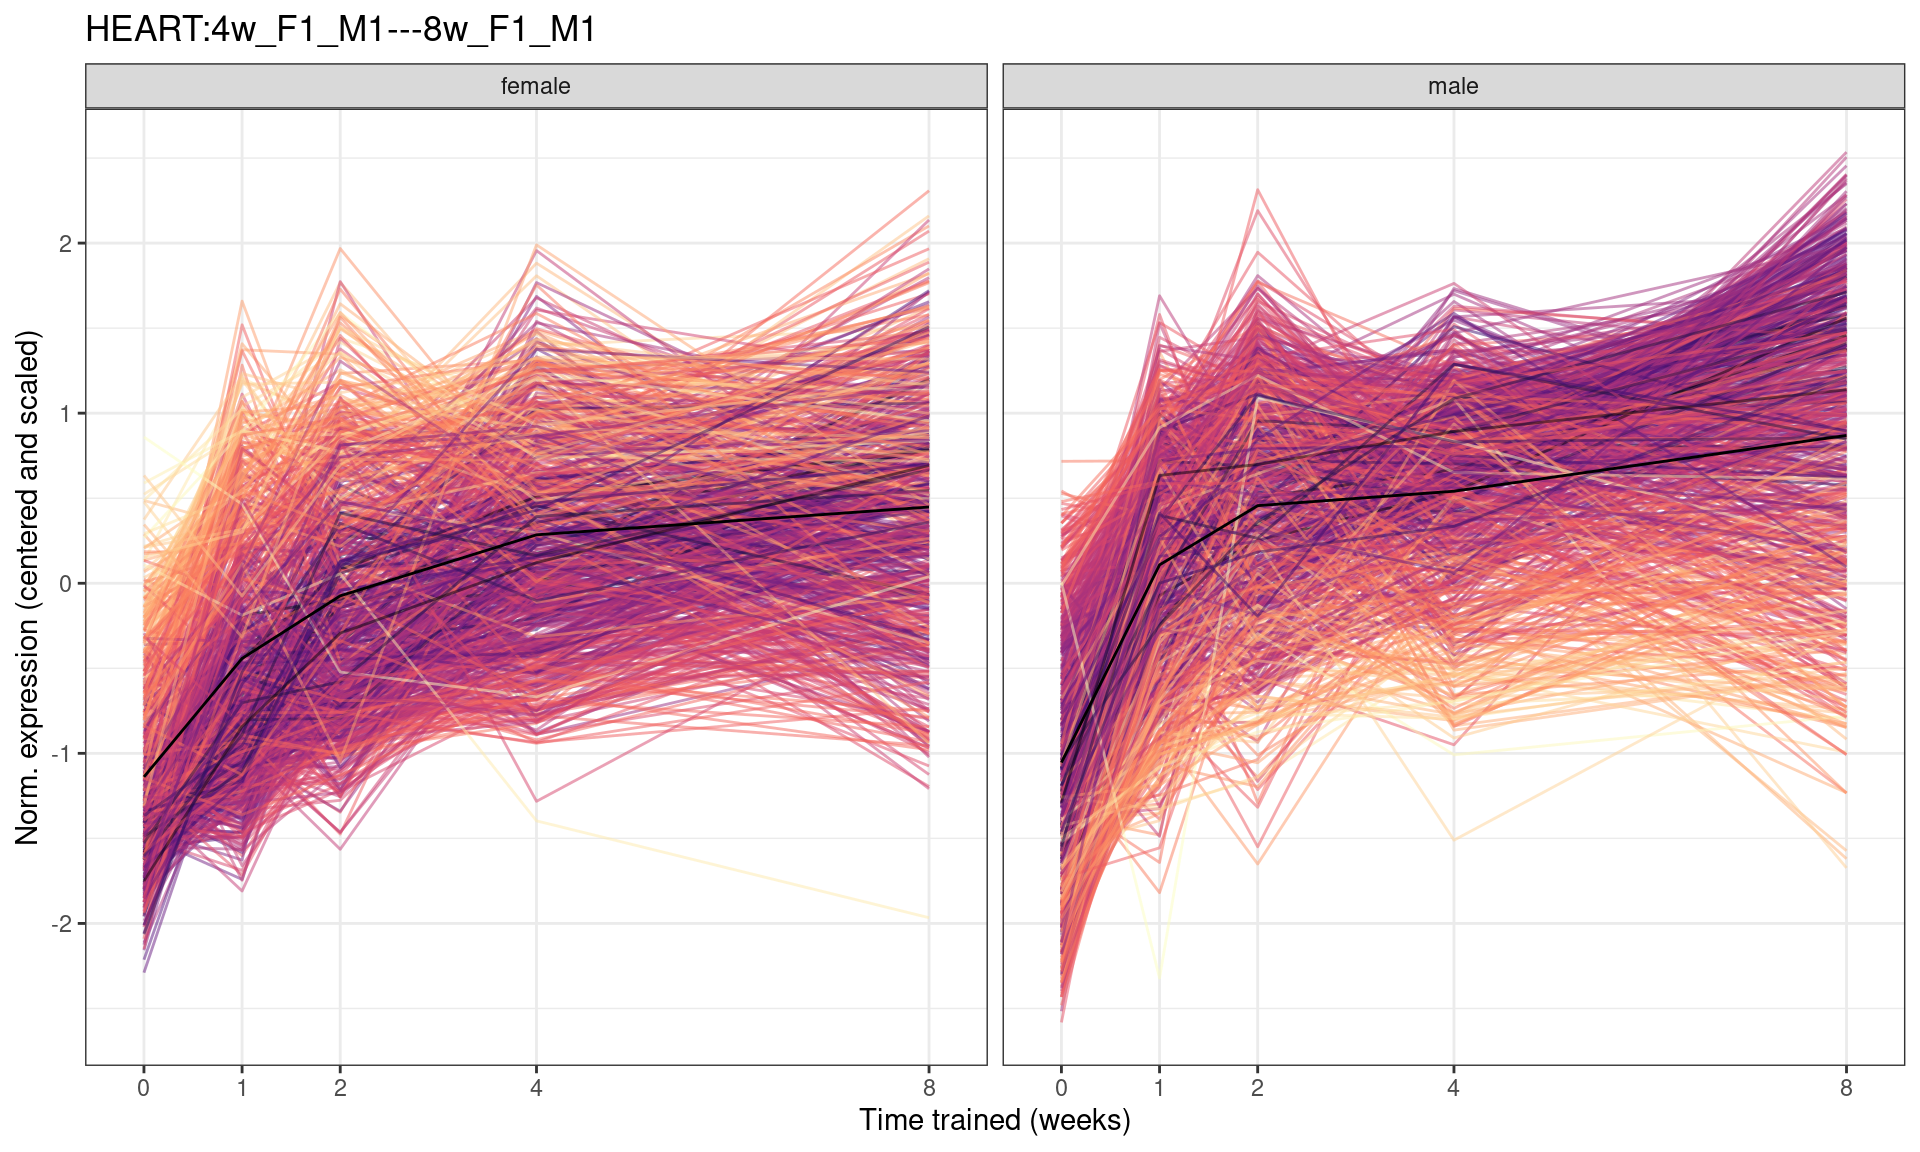 HEART:4w_F1_M1---8w_F1_M1
female
male
Norm. expression (centered and scaled)
2
1
0
-1
-2
0 1 2 4 8
0 1 2 4 8
Time trained (weeks)